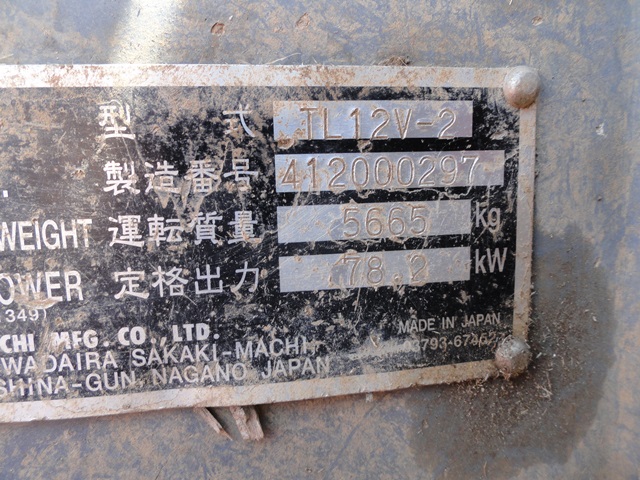 型 式 TL12V-2
製造番号 412000297
WEIGHT 運転質量 5665 kg
OWER 定格出力 78.2 kW
1349)
CHI MFG. CO., LTD.
WADAIRA SAKAKI-MACHI
SHINA-GUN, NAGANO JAPAN
MADE IN JAPAN